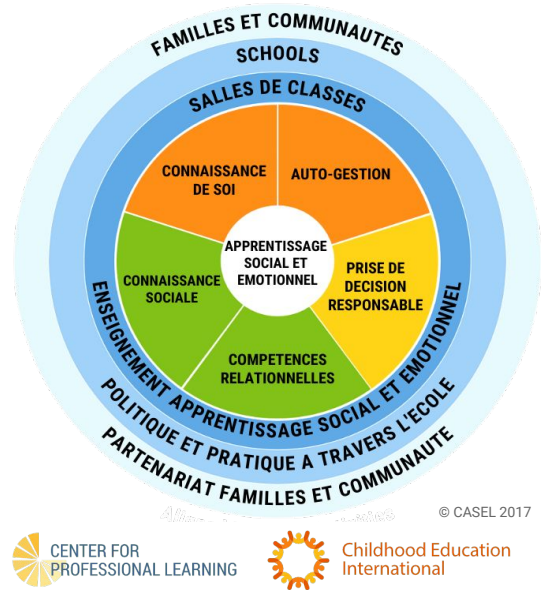 FAMILLES ET COMMUNAUTES
SCHOOLS
SALLES DE CLASSES
CONNAISSANCE
DE SOI
AUTO-GESTION
APPRENTISSAGE
SOCIAL ET
EMOTIONNEL
CONNAISSANCE
SOCIALE
PRISE DE
DECISION
RESPONSABLE
COMPETENCES
RELATIONNELLES
ENSEIGNEMENT APPRENTISSAGE SOCIAL ET EMOTIONNEL
POLITIQUE ET PRATIQUE A TRAVERS L'ECOLE
PARTENARIAT FAMILLES ET COMMUNAUTE
© CASEL 2017
CENTER FOR
PROFESSIONAL LEARNING
Childhood Education
International